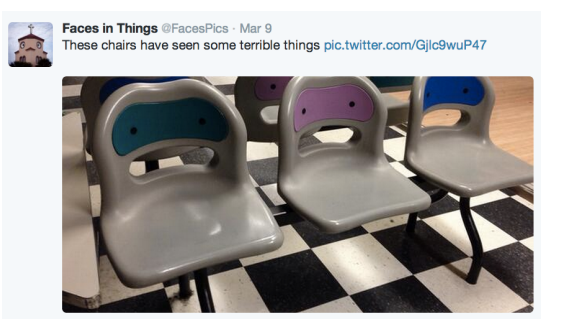 Faces in Things @FacesPics · Mar 9
These chairs have seen some terrible things pic.twitter.com/Gjlc9wuP47